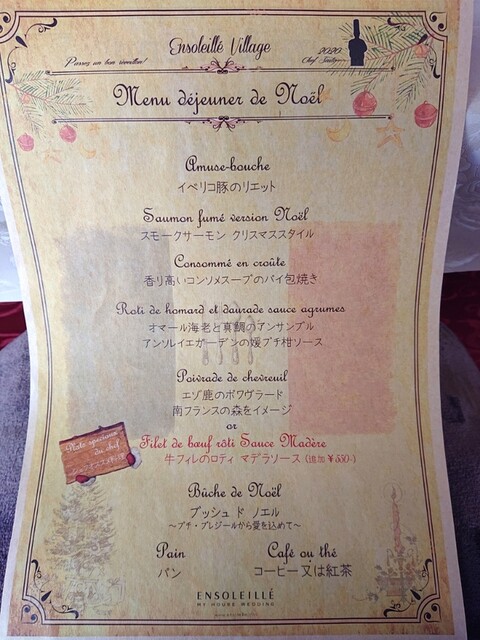 Ensoleillé Village
Passez un bon réveillon!
2020
Chef
Menu déjeuner de Noël
Amuse-bouche
イベリコ豚のリエット
Saumon fumé version Noël
スモークサーモン クリスマススタイル
Consommé en croûte
香り高いコンソメスープのパイ包焼き
Roti de homard et daurade sauce agrumes
オマール海老と真鯛のアンサンブル
アンソレイエガーデンの媛プチ柑ソース
Poivrade de chevreuil
エゾ鹿のポワヴラード
南フランスの森をイメージ
or
Filet de bœuf rôti Sauce Madère
牛フィレのロティ マデラソース (追加 ¥550-)
Plats spéciaux
du chef
Bûche de Noël
ブッシュ ド ノエル
～プチ・プレジールから愛を込めて～
Pain
パン
Café ou thé
コーヒー又は紅茶
ENSOLEILLÉ
MY HOUSE WEDDING